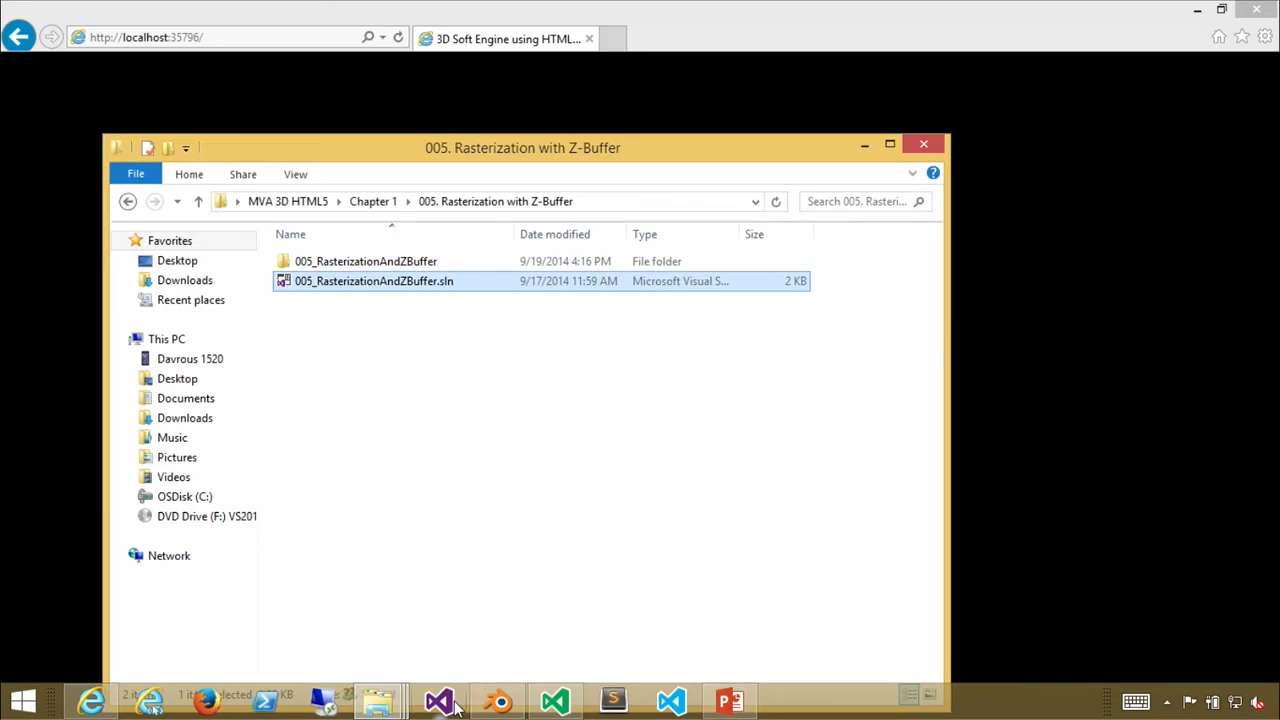 http://localhost:35796/
3D Soft Engine using HTML...
005. Rasterization with Z-Buffer
File
Home
Share
View
MVA 3D HTML5
Chapter 1
005. Rasterization with Z-Buffer
Search 005. Rasteri...
Name
Date modified
Type
Size
Favorites
Desktop
Downloads
Recent places
This PC
Davrous 1520
Desktop
Documents
Downloads
Music
Pictures
Videos
OSDisk (C:)
DVD Drive (F:) VS201
Network
005_RasterizationAndZBuffer 9/19/2014 4:16 PM File folder
005_RasterizationAndZBuffer.sln 9/17/2014 11:59 AM Microsoft Visual S... 2 KB